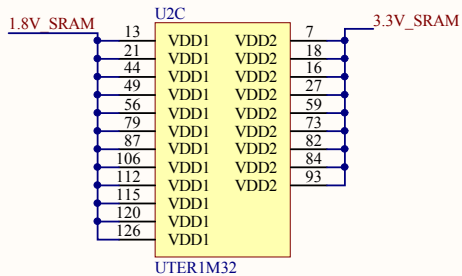 U2C
1.8V_SRAM
3.3V_SRAM
13 VDD1 VDD2 7
21 VDD1 VDD2 18
44 VDD1 VDD2 16
49 VDD1 VDD2 27
56 VDD1 VDD2 59
79 VDD1 VDD2 73
87 VDD1 VDD2 82
106 VDD1 VDD2 84
112 VDD1 VDD2 93
115 VDD1
120 VDD1
126 VDD1
UTER1M32